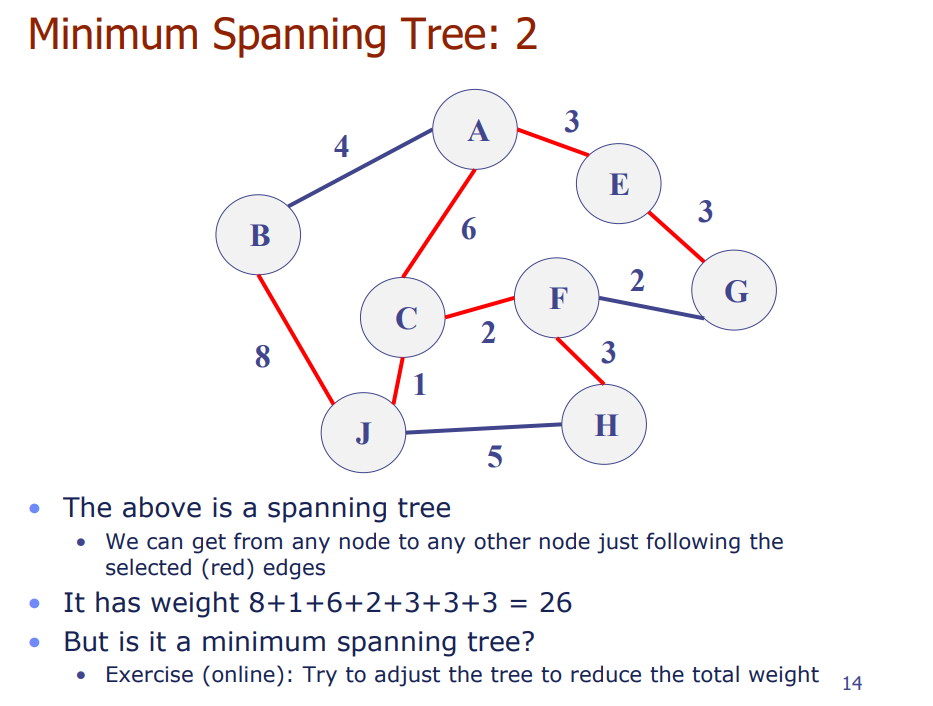 Minimum Spanning Tree: 2
A
3
4
E
3
B
6
G
F
2
C
2
8
3
1
J
H
5
• The above is a spanning tree
• We can get from any node to any other node just following the
selected (red) edges
• It has weight 8+1+6+2+3+3+3 = 26
• But is it a minimum spanning tree?
• Exercise (online): Try to adjust the tree to reduce the total weight
14